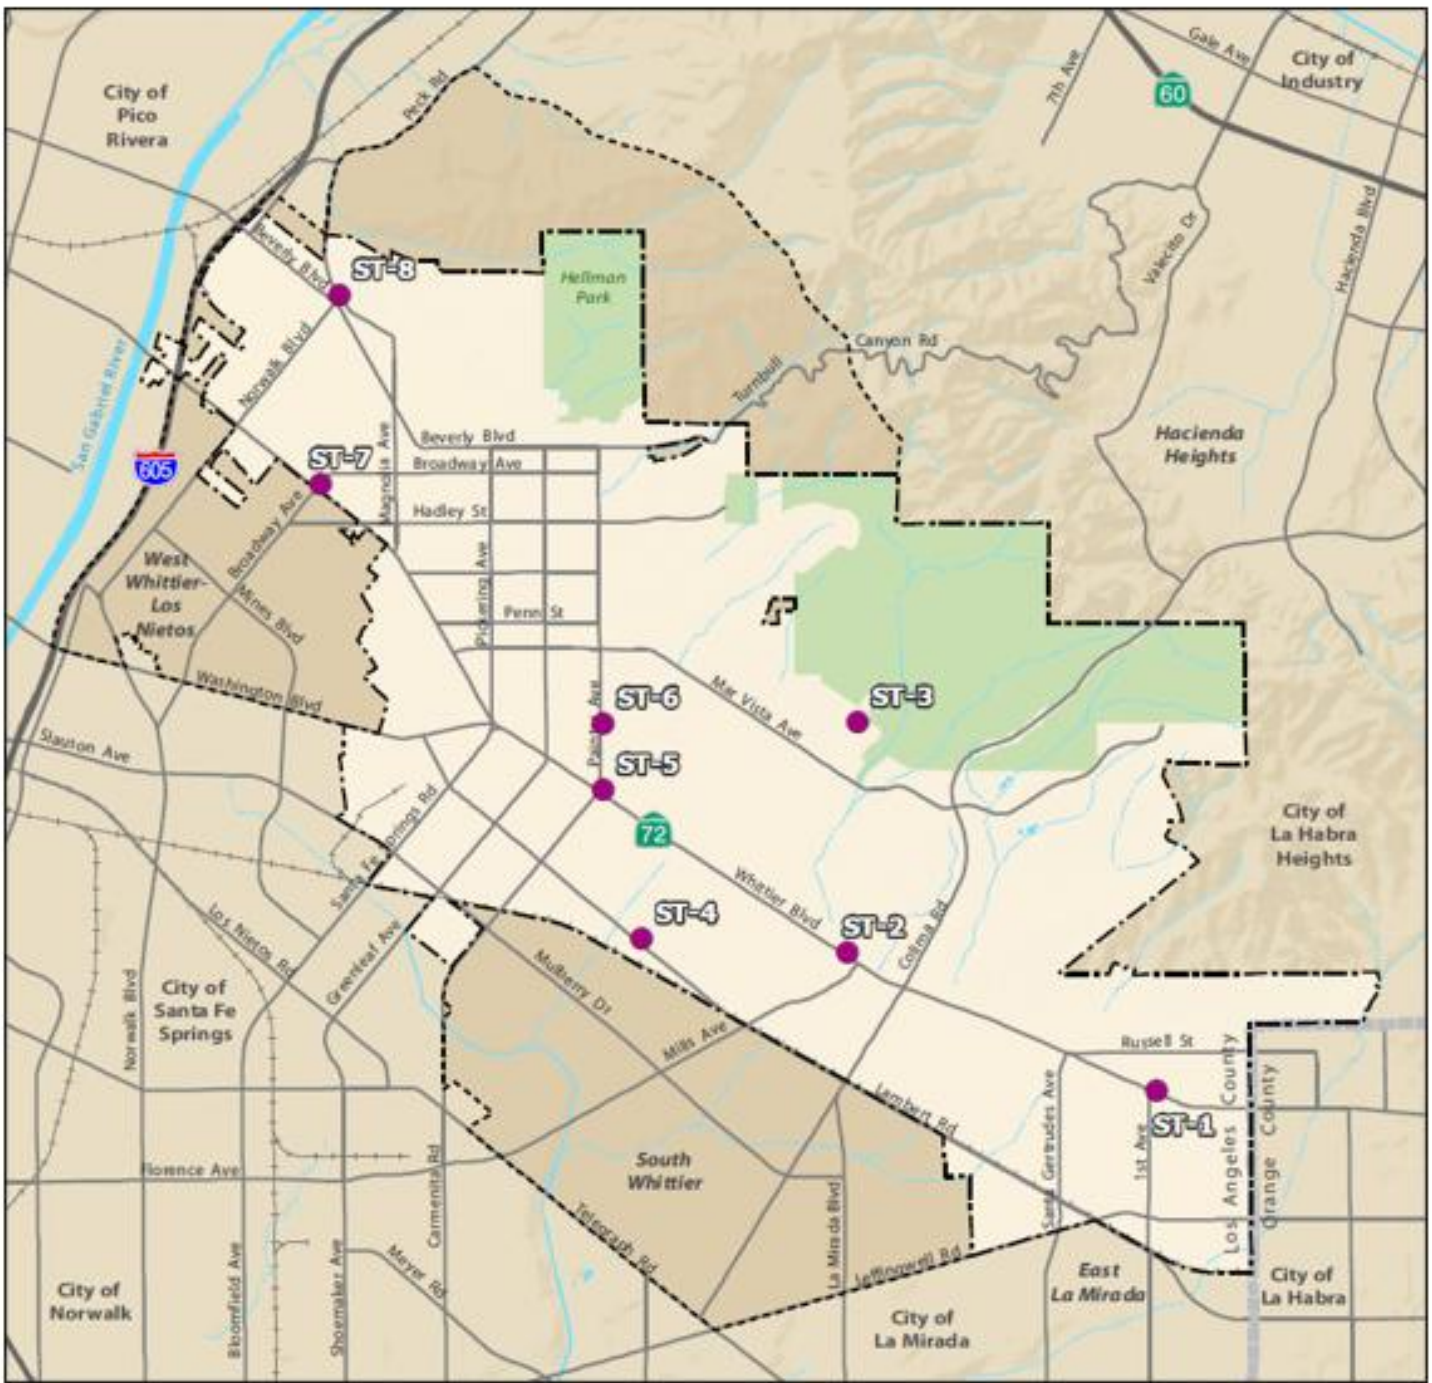 Gale Ave
City of
Industry
7th Ave
60
Peck Rd
City of
Pico
Rivera
Hacienda Blvd
Valecito Dr
Beverly Blvd
ST-8
Hellman
Park
Norwalk Blvd
Canyon Rd
Turnbull
San Gabriel River
605
Magnolia Ave
Beverly Blvd
Broadway Ave
Hacienda
Heights
ST-7
Hadley St
Broadway Ave
West
Whittier-
Los
Nietos
Mines Blvd
Pickering Ave
Penn St
Washington Blvd
Mar Vista Ave
ST-6
ST-3
Painter Ave
ST-5
Slauson Ave
72
Santa Fe Springs Rd
City of
La Habra
Heights
Whittier Blvd
ST-4
ST-2
Colima Rd
Los Nietos Rd
Greenleaf Ave
Mulberry Dr
City of
Santa Fe
Springs
Norwalk Blvd
Mills Ave
Russell St
Lambert Rd
Santa Gertrudes Ave
ST-1
1st Ave
Los Angeles County
Orange County
Florence Ave
South
Whittier
Carmenita Rd
La Mirada Blvd
Telegraph Rd
Leffingwell Rd
Meyer Rd
Bloomfield Ave
Shoemaker Ave
City of
Norwalk
East
La Mirada
City of
La Habra
City of
La Mirada